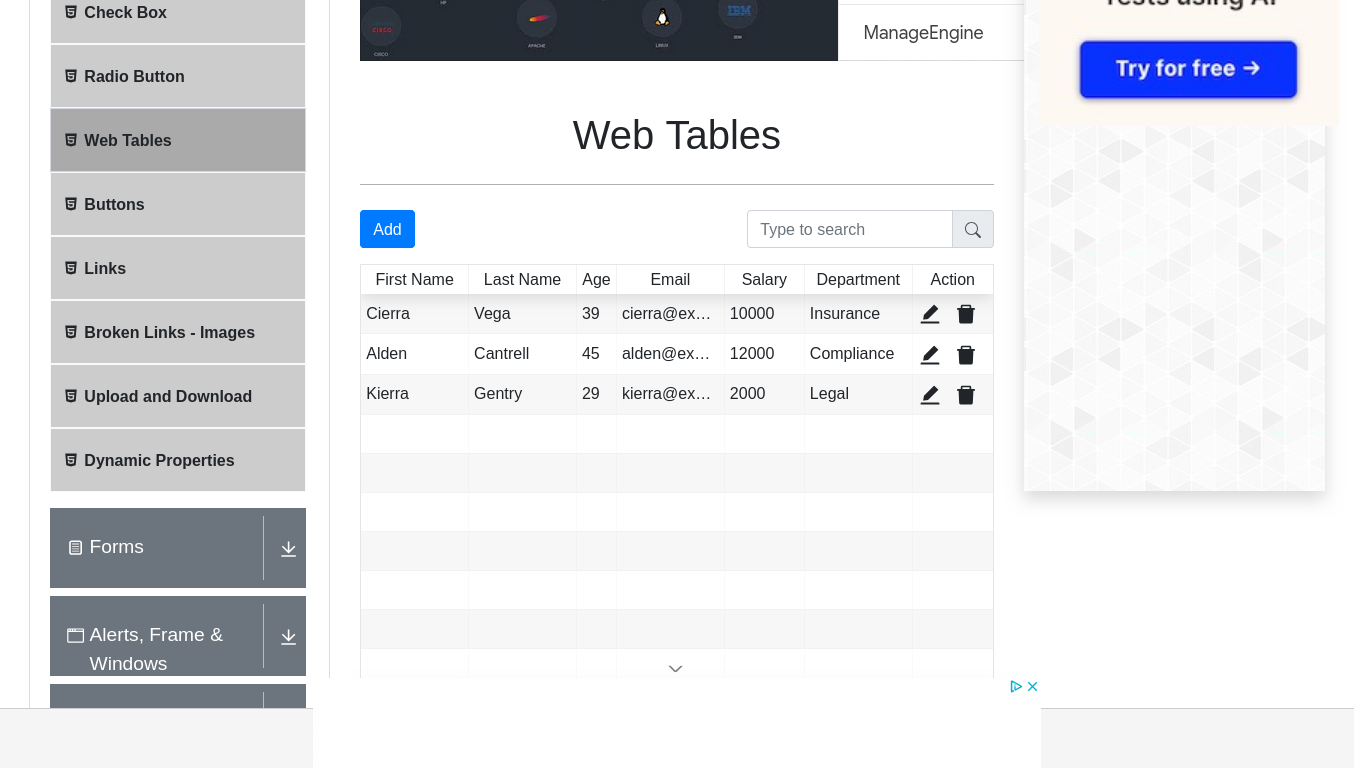 Check Box
Radio Button
Web Tables
Buttons
Links
Broken Links - Images
Upload and Download
Dynamic Properties
Forms
Alerts, Frame &
Windows
HP
CISCO
CISCO
APACHE
LINUX
IBM
IBM
ManageEngine
Tests using AI
Try for free →
Web Tables
Add
Type to search
First Name Last Name Age Email Salary Department Action
Cierra Vega 39 cierra@ex… 10000 Insurance
Alden Cantrell 45 alden@ex… 12000 Compliance
Kierra Gentry 29 kierra@ex… 2000 Legal